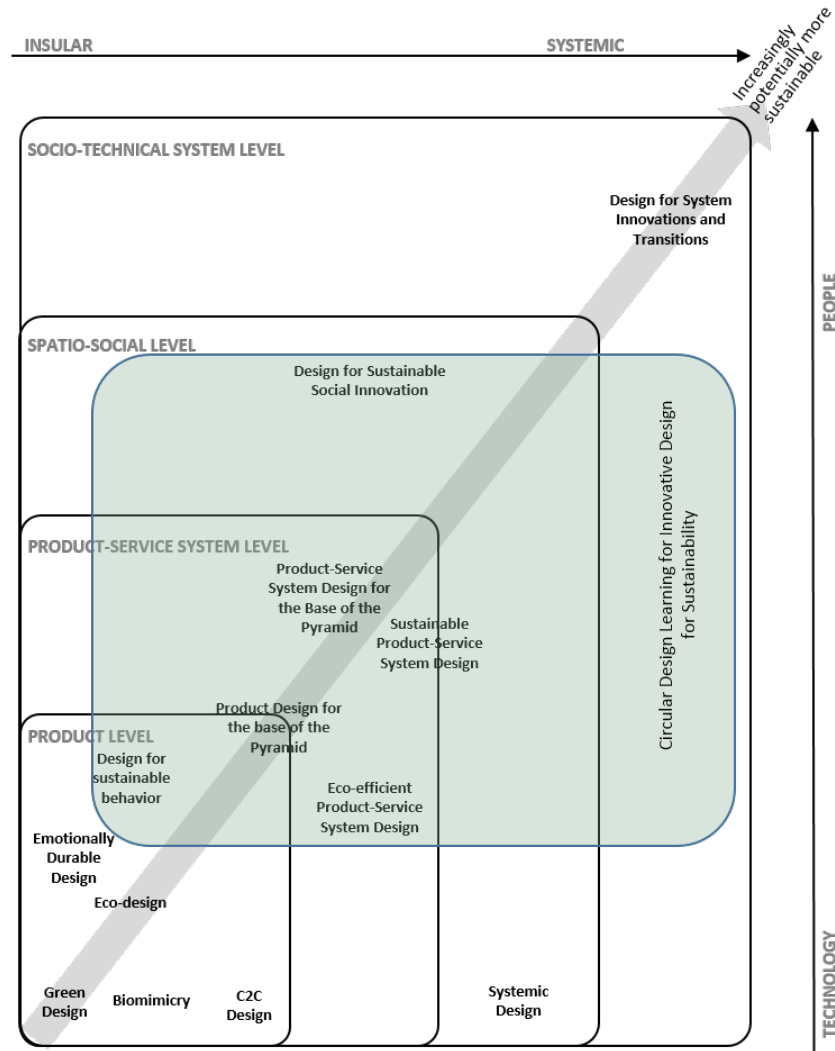 INSULAR
SYSTEMIC
Increasingly
potentially more
sustainable
SOCIO-TECHNICAL SYSTEM LEVEL
Design for System
Innovations and
Transitions
PEOPLE
SPATIO-SOCIAL LEVEL
Design for Sustainable
Social Innovation
Circular Design Learning for Innovative Design
for Sustainability
PRODUCT-SERVICE SYSTEM LEVEL
Product-Service
System Design for
the Base of the
Pyramid
Sustainable
Product-Service
System Design
Product Design for
the base of the
Pyramid
PRODUCT LEVEL
Design for
sustainable
behavior
Eco-efficient
Product-Service
System Design
Emotionally
Durable
Design
Eco-design
Green
Design
Biomimicry
C2C
Design
Systemic
Design
TECHNOLOGY